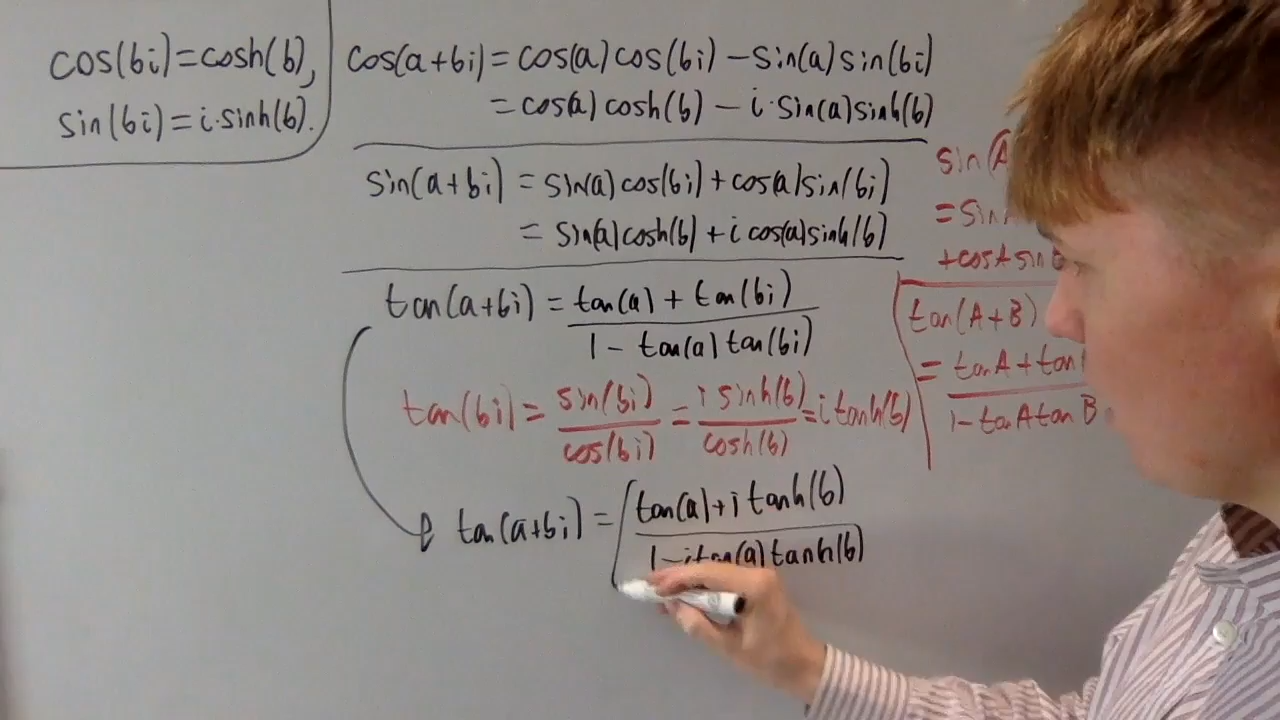 cos(bi)=cosh(b),
sin(bi)=i·sinh(b).
cos(a+bi)=cos(a)cos(bi)-sin(a)sin(bi)
=cos(a)cosh(b)-i·sin(a)sinh(b)
sin(a+bi)=sin(a)cos(bi)+cos(a)sin(bi)
=sin(a)cosh(b)+i cos(a)sinh(b)
tan(a+bi)=
tan(a)+tan(bi)
1-tan(a)tan(bi)
tan(bi)= sin(bi) = i sinh(b) =i tanh(b)
cos(bi) cosh(b)
tan(a+bi)=
tan(a)+i tanh(b)
1-i tan(a)tanh(b)
sin(A
=sin
+cosA sin
tan(A+B)
= tanA+tan
1-tanAtanB